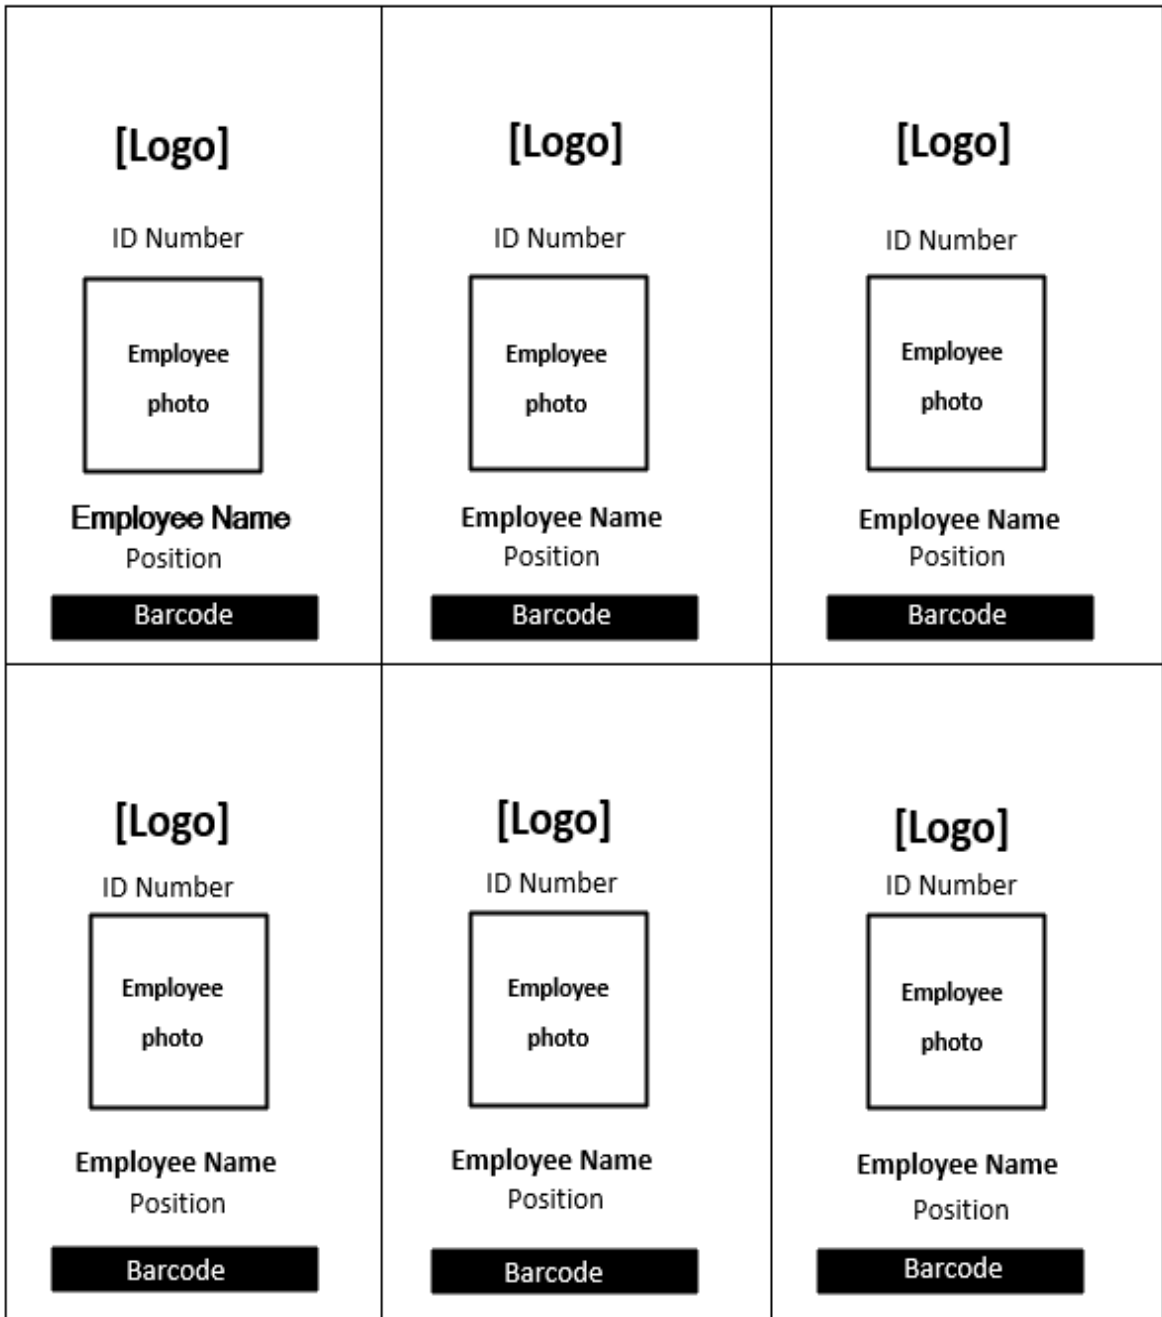 [Logo]
ID Number
Employee
photo
Employee Name
Position
Barcode
[Logo]
ID Number
Employee
photo
Employee Name
Position
Barcode
[Logo]
ID Number
Employee
photo
Employee Name
Position
Barcode
[Logo]
ID Number
Employee
photo
Employee Name
Position
Barcode
[Logo]
ID Number
Employee
photo
Employee Name
Position
Barcode
[Logo]
ID Number
Employee
photo
Employee Name
Position
Barcode